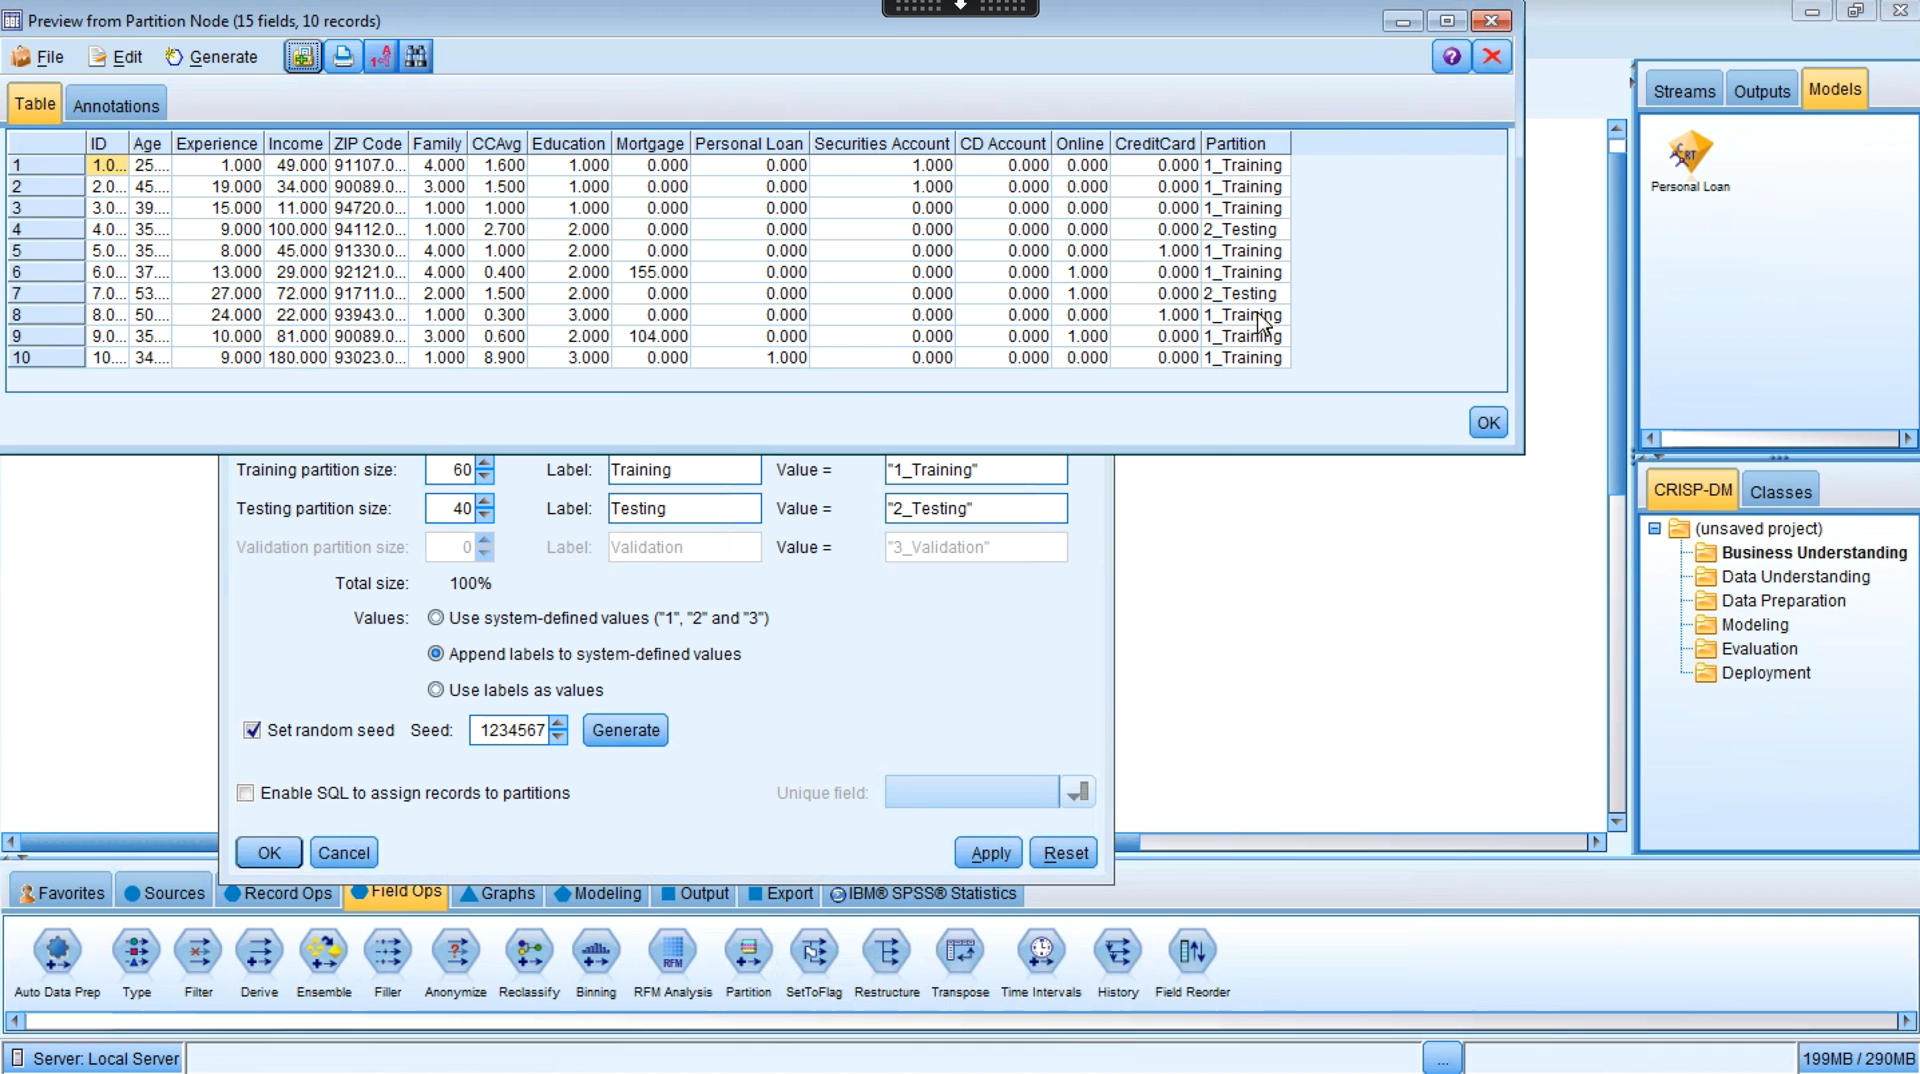 Preview from Partition Node (15 fields, 10 records)
File Edit Generate
Table Annotations
ID Age Experience Income ZIP Code Family CCAvg Education Mortgage Personal Loan Securities Account CD Account Online CreditCard Partition
1 1.0... 25.... 1.000 49.000 91107.0... 4.000 1.600 1.000 0.000 0.000 1.000 0.000 0.000 0.000 1_Training
2 2.0... 45.... 19.000 34.000 90089.0... 3.000 1.500 1.000 0.000 0.000 1.000 0.000 0.000 0.000 1_Training
3 3.0... 39.... 15.000 11.000 94720.0... 1.000 1.000 1.000 0.000 0.000 0.000 0.000 0.000 0.000 1_Training
4 4.0... 35.... 9.000 100.000 94112.0... 1.000 2.700 2.000 0.000 0.000 0.000 0.000 0.000 0.000 2_Testing
5 5.0... 35.... 8.000 45.000 91330.0... 4.000 1.000 2.000 0.000 0.000 0.000 0.000 0.000 1.000 1_Training
6 6.0... 37.... 13.000 29.000 92121.0... 4.000 0.400 2.000 155.000 0.000 0.000 0.000 1.000 0.000 1_Training
7 7.0... 53.... 27.000 72.000 91711.0... 2.000 1.500 2.000 0.000 0.000 0.000 0.000 1.000 0.000 2_Testing
8 8.0... 50.... 24.000 22.000 93943.0... 1.000 0.300 3.000 0.000 0.000 0.000 0.000 0.000 1.000 1_Training
9 9.0... 35.... 10.000 81.000 90089.0... 3.000 0.600 2.000 104.000 0.000 0.000 0.000 1.000 0.000 1_Training
10 10.... 34.... 9.000 180.000 93023.0... 1.000 8.900 3.000 0.000 1.000 0.000 0.000 0.000 0.000 1_Training
OK
Training partition size: 60 Label: Training Value = "1_Training"
Testing partition size: 40 Label: Testing Value = "2_Testing"
Validation partition size: 0 Label: Validation Value = "3_Validation"
Total size: 100%
Values: Use system-defined values ("1", "2" and "3")
Append labels to system-defined values
Use labels as values
Set random seed Seed: 1234567 Generate
Enable SQL to assign records to partitions Unique field:
OK Cancel Apply Reset
Streams Outputs Models
CRT
Personal Loan
CRISP-DM Classes
(unsaved project)
Business Understanding
Data Understanding
Data Preparation
Modeling
Evaluation
Deployment
Favorites Sources Record Ops Field Ops Graphs Modeling Output Export IBM® SPSS® Statistics
RFM
Auto Data Prep Type Filter Derive Ensemble Filler Anonymize Reclassify Binning RFM Analysis Partition SetToFlag Restructure Transpose Time Intervals History Field Reorder
Server: Local Server ... 199MB / 290MB